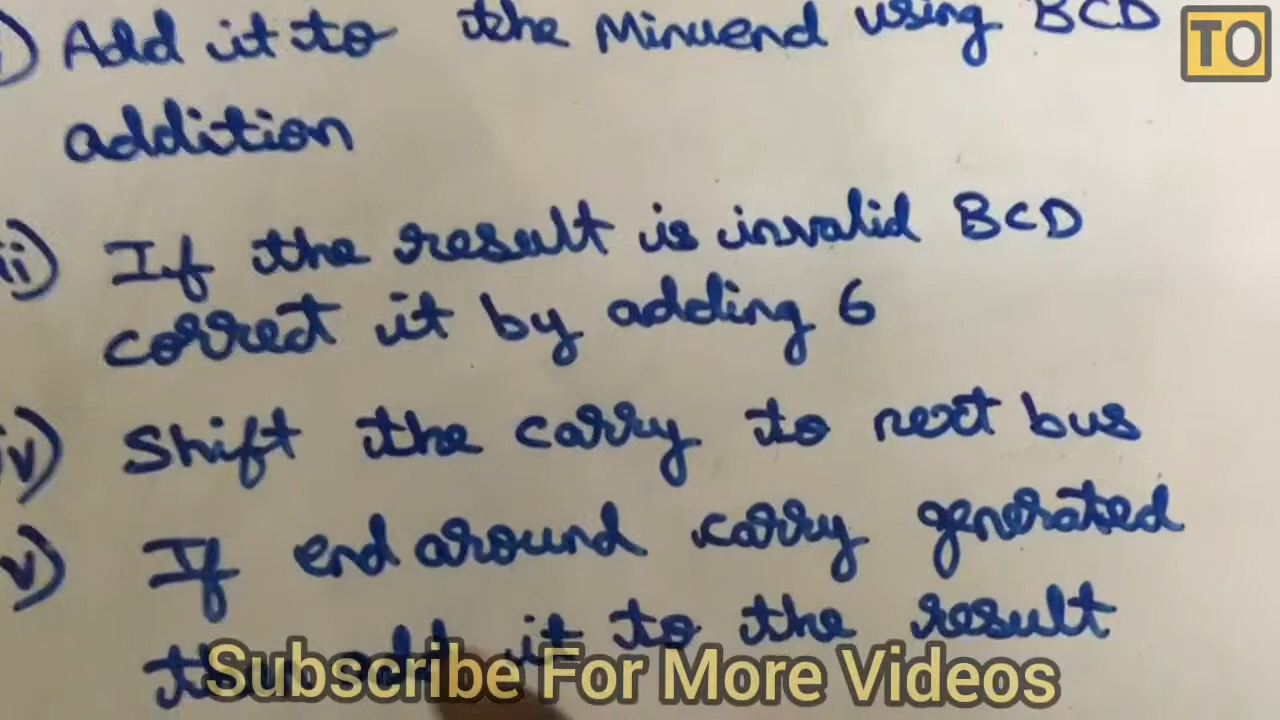 ) Add it to the Minuend using BCD
TO
addition
ii) If the result is invalid BCD
correct it by adding 6
iv) Shift the carry to next bus
v) If end around carry generated
then add it to the result
Subscribe For More Videos